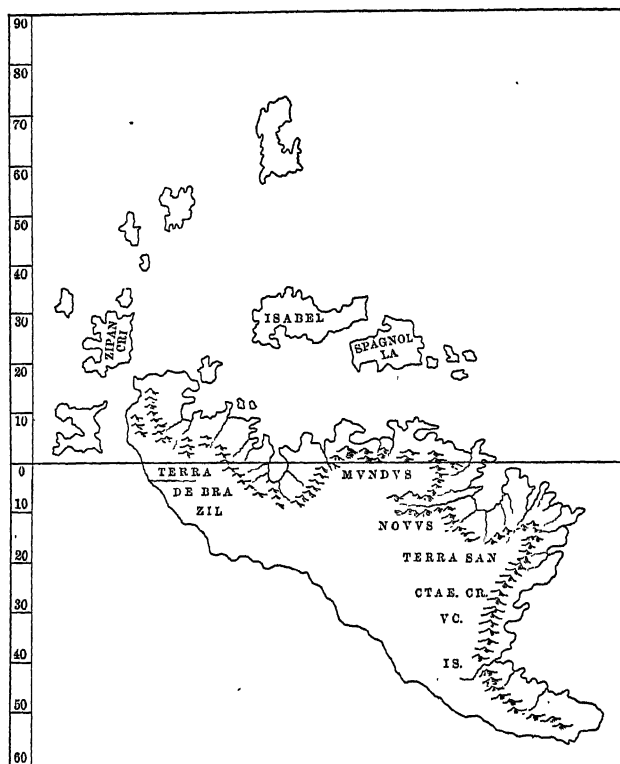 90
80
70
60
50
40
30
20
10
0
10
20
30
40
50
60
ISABEL
ZIPAN
CRI
SPAGNOL
LA
TERRA
DE BRA
ZIL
MVNDVS
NOVVS
TERRA SAN
CTAE. CR.
VC.
IS.